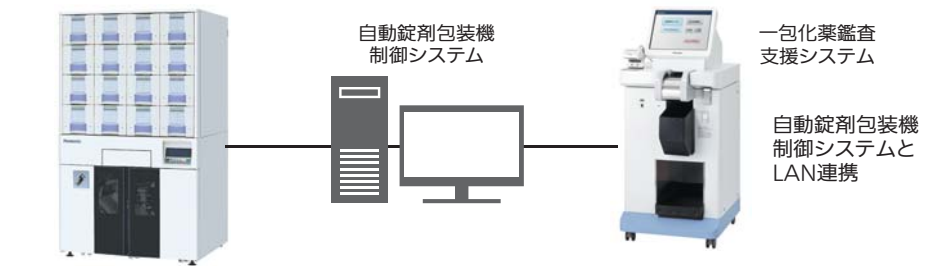 自動錠剤包装機
制御システム
一包化薬鑑査
支援システム
自動錠剤包装機
制御システムと
LAN連携